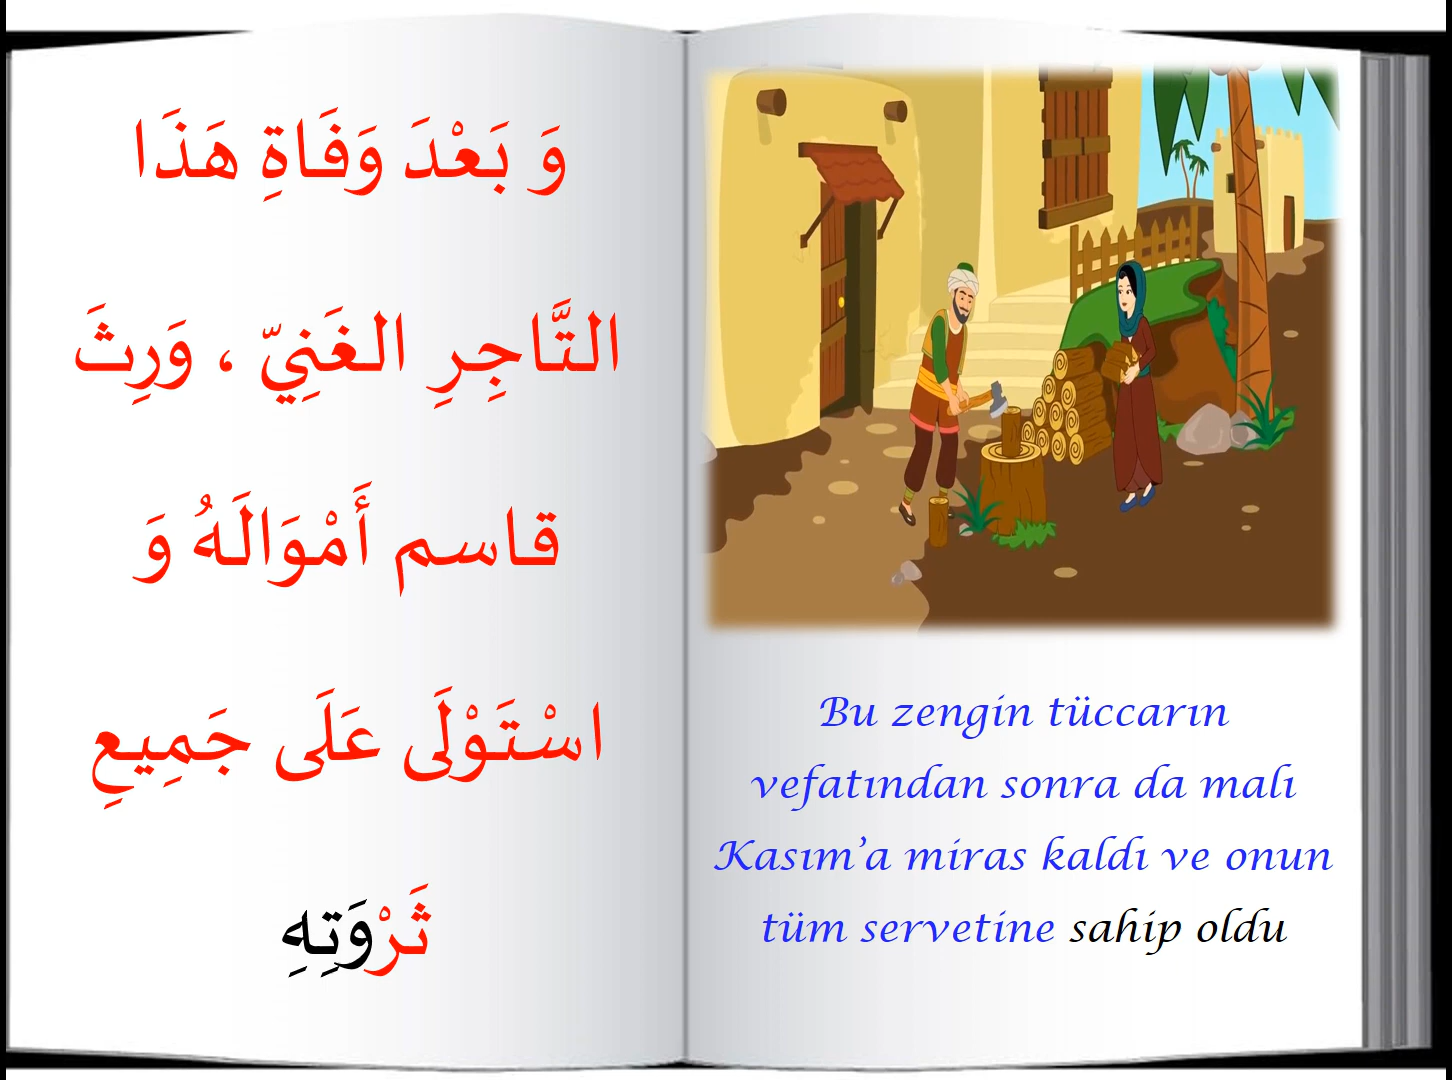 وَ بَعْدَ وَفَاةِ هَذَا
التَّاجِرِ الغَنِيّ ، وَرِثَ
قاسم أَمْوَالَهُ وَ
اسْتَوْلَى عَلَى جَمِيعِ
ثَرْوَتِهِ
Bu zengin tüccarın
vefatından sonra da malı
Kasım’a miras kaldı ve onun
tüm servetine sahip oldu